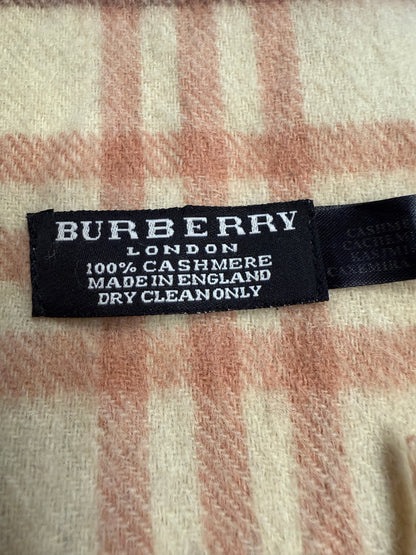 BURBERRY
LONDON
100% CASHMERE
MADE IN ENGLAND
DRY CLEAN ONLY